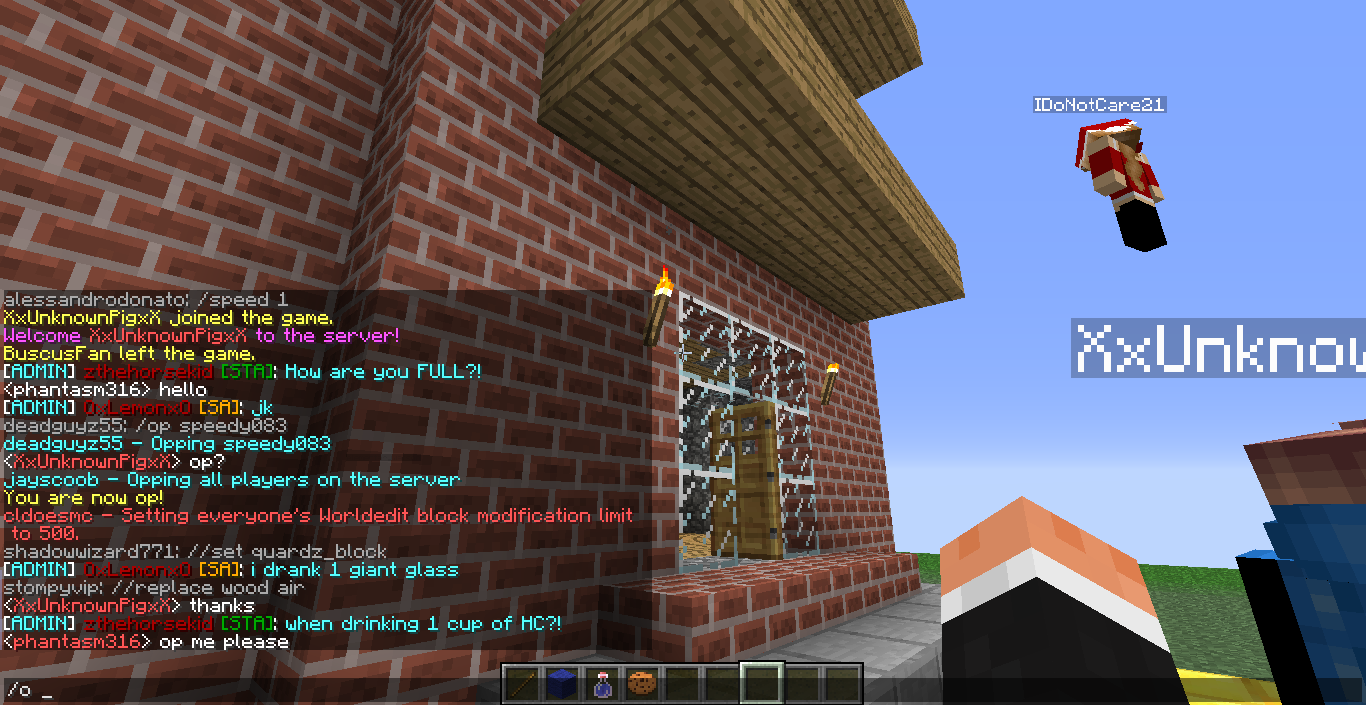 IDoNotCare21
alessandrodonato: /speed 1
XxUnknownPigxX joined the game.
XxUnknow
Welcome XxUnknownPigxX to the server!
BuscusFan left the game.
[ADMIN] zthehorsekid [STA]: How are you FULL?!
<phantasm316> hello
[ADMIN] 0xLemonx0 [SA]: jk
deadguyz55: /op speedy083
deadguyz55 - Opping speedy083
<XxUnknownPigxX> op?
jayscoob - Opping all players on the server
You are now op!
cldoesmc - Setting everyone's Worldedit block modification limit
to 500.
shadowwizard771: //set quardz_block
[ADMIN] 0xLemonx0 [SA]: i drank 1 giant glass
stompyvip: //replace wood air
<XxUnknownPigxX> thanks
[ADMIN] zthehorsekid [STA]: when drinking 1 cup of HC?!
<phantasm316> op me please
/o _